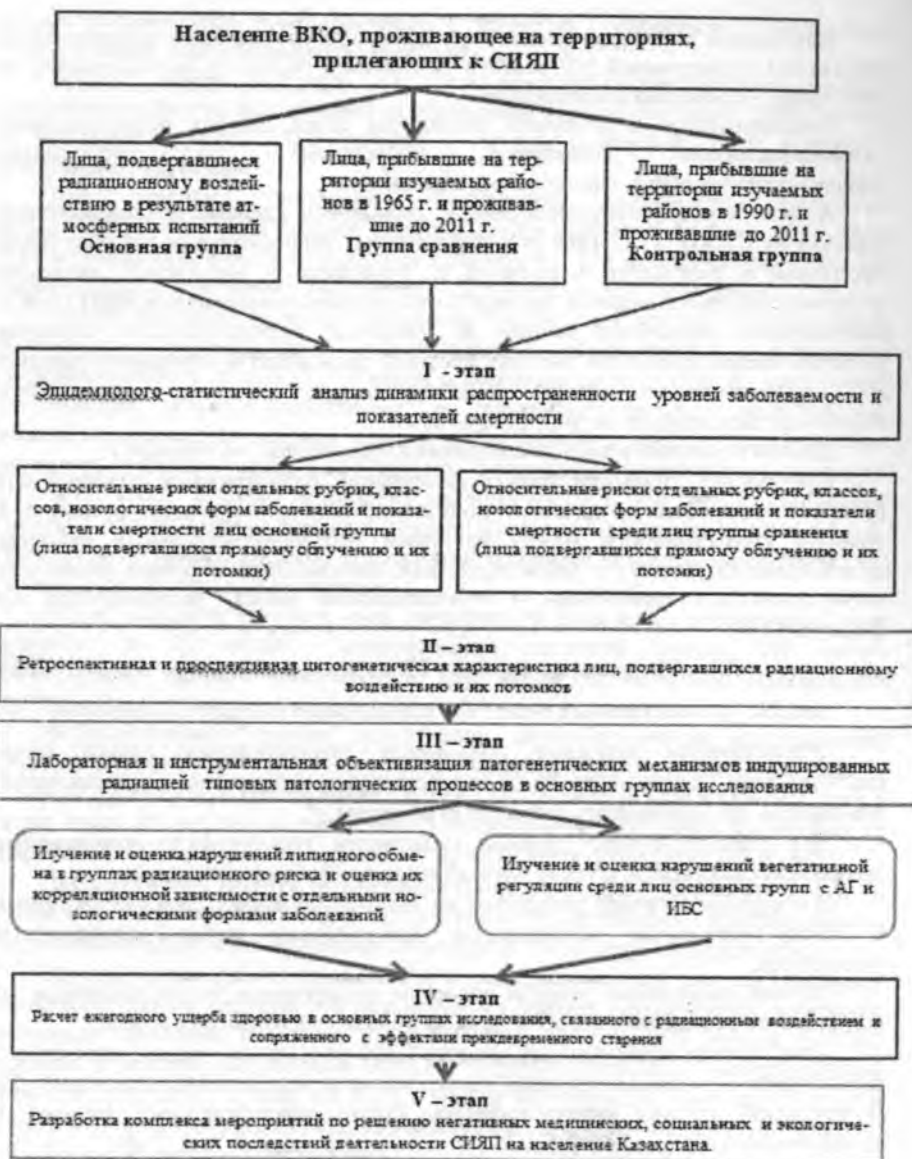 Население ВКО, проживающее на территориях,
прилегающих к СИЯП
Лица, подвергавшиеся
радиационному воздей-
ствию в результате ат-
мосферных испытаний
Основная группа
Лица, прибывшие на тер-
ритории изучаемых райо-
нов в 1965 г. и проживав-
шие до 2011 г.
Группа сравнения
Лица, прибывшие на
территории изучаемых
районов в 1990 г. и
проживавшие до 2011 г.
Контрольная группа
I - этап
Эпидемиолого-статистический анализ динамики распространенности уровней заболеваемости и
показателей смертности
Относительные риски отдельных рубрик, клас-
сов, нозологических форм заболеваний и показа-
тели смертности лиц основной группы
(лица подвергавшихся прямому облучению и их
потомки)
Относительные риски отдельных рубрик, классов,
нозологических форм заболеваний и показатели
смертности среди лиц группы сравнения
(лица подвергавшихся прямому облучению и их
потомки)
II – этап
Ретроспективная и проспективная цитогенетическая характеристика лиц, подвергавшихся радиационному
воздействию и их потомков
III – этап
Лабораторная и инструментальная объективизация патогенетических механизмов индуцированных
радиацией типовых патологических процессов в основных группах исследования
Изучение и оценка нарушений липидного обме-
на в группах радиационного риска и оценка их
корреляционной зависимости с отдельными но-
зологическими формами заболеваний
Изучение и оценка нарушений вегетативной
регуляции среди лиц основных групп с АГ и
ИБС
IV – этап
Расчет ежегодного ущерба здоровью в основных группах исследования, связанного с радиационным воздействием и
сопряженного с эффектами преждевременного старения
V – этап
Разработка комплекса мероприятий по решению негативных медицинских, социальных и экологиче-
ских последствий деятельности СИЯП на население Казахстана.